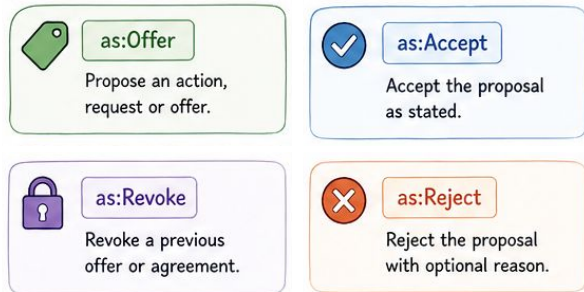 as:Offer
Propose an action,
request or offer.
as:Accept
Accept the proposal
as stated.
as:Revoke
Revoke a previous
offer or agreement.
as:Reject
Reject the proposal
with optional reason.